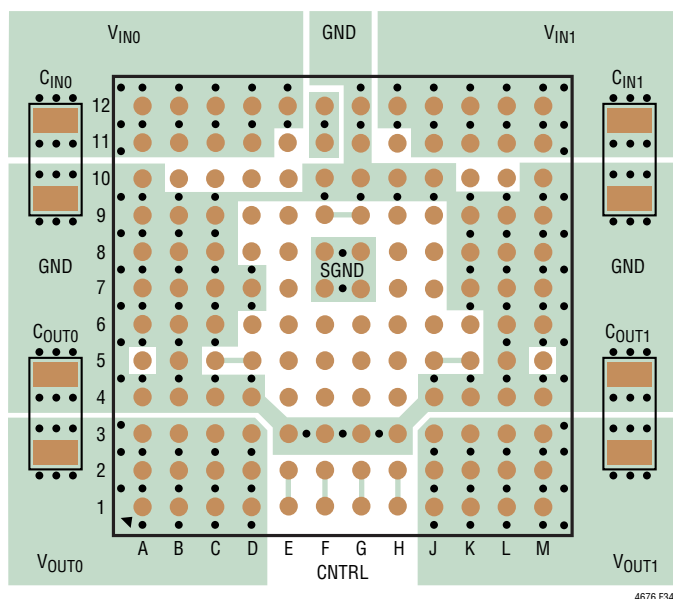 VIN0 GND VIN1
CIN0 CIN1
12
11
10
9
8
GND SGND GND
7
6
COUT0 COUT1
5
4
3
2
1
A B C D E F G H J K L M
VOUT0 CNTRL VOUT1
4676 F34